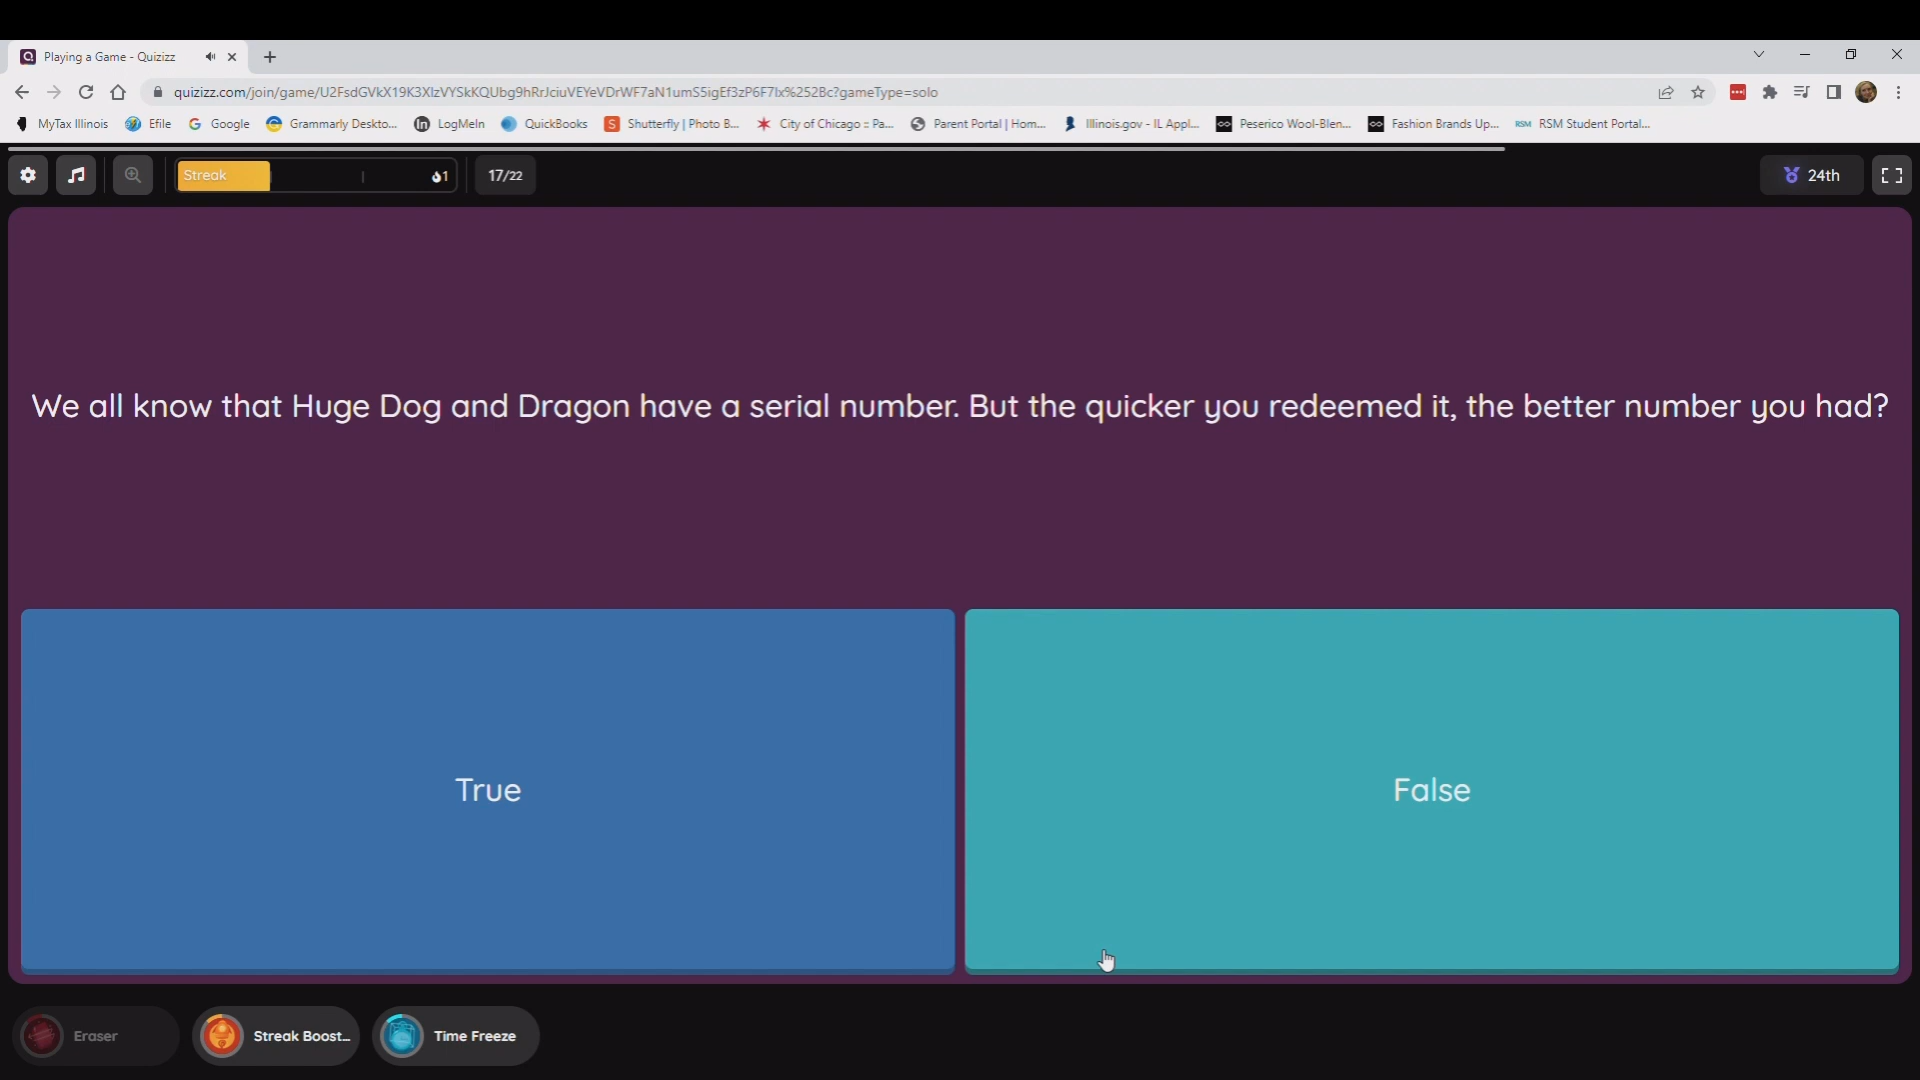 Playing a Game - Quizizz
quizizz.com/join/game/U2FsdGVkX19K3XlzVYSkKQUbg9hRrJciuVEYeVDrWF7aN1umS5igEf3zP6F7lx%252Bc?gameType=solo
MyTax Illinois Efile Google Grammarly Deskto... LogMeIn QuickBooks Shutterfly | Photo B... City of Chicago :: Pa... Parent Portal | Hom... Illinois.gov - IL Appl... Peserico Wool-Blen... Fashion Brands Up... RSM RSM Student Portal...
Streak 1 17/22 24th
We all know that Huge Dog and Dragon have a serial number. But the quicker you redeemed it, the better number you had?
True False
Eraser Streak Boost... Time Freeze